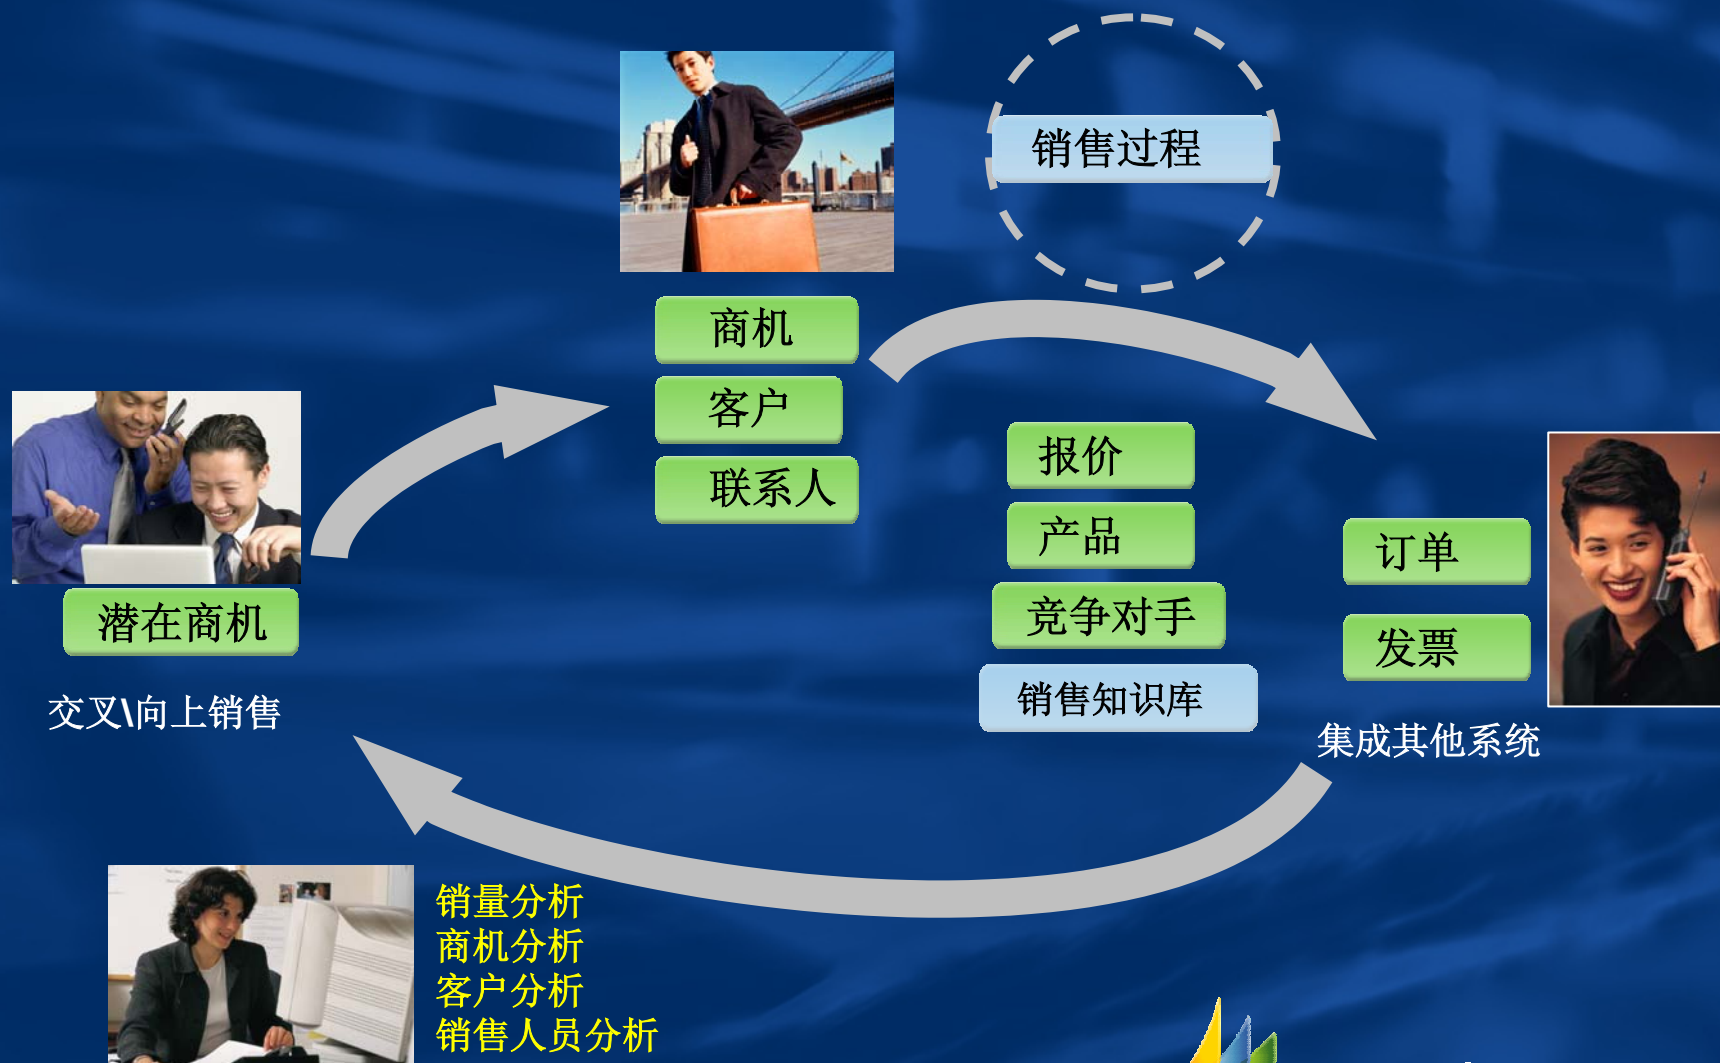 销售过程
商机
客户
联系人
报价
产品
竞争对手
销售知识库
订单
发票
集成其他系统
潜在商机
交叉\向上销售
销量分析
商机分析
客户分析
销售人员分析